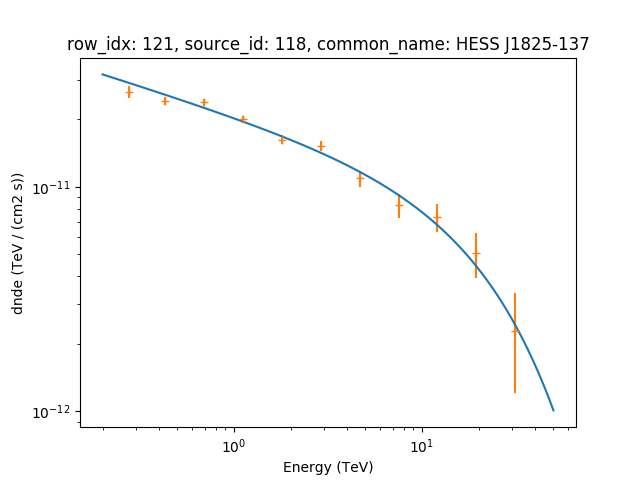 row_idx: 121, source_id: 118, common_name: HESS J1825-137
dnde (TeV / (cm2 s))
10⁻¹¹
10⁻¹²
10⁰
10¹
Energy (TeV)